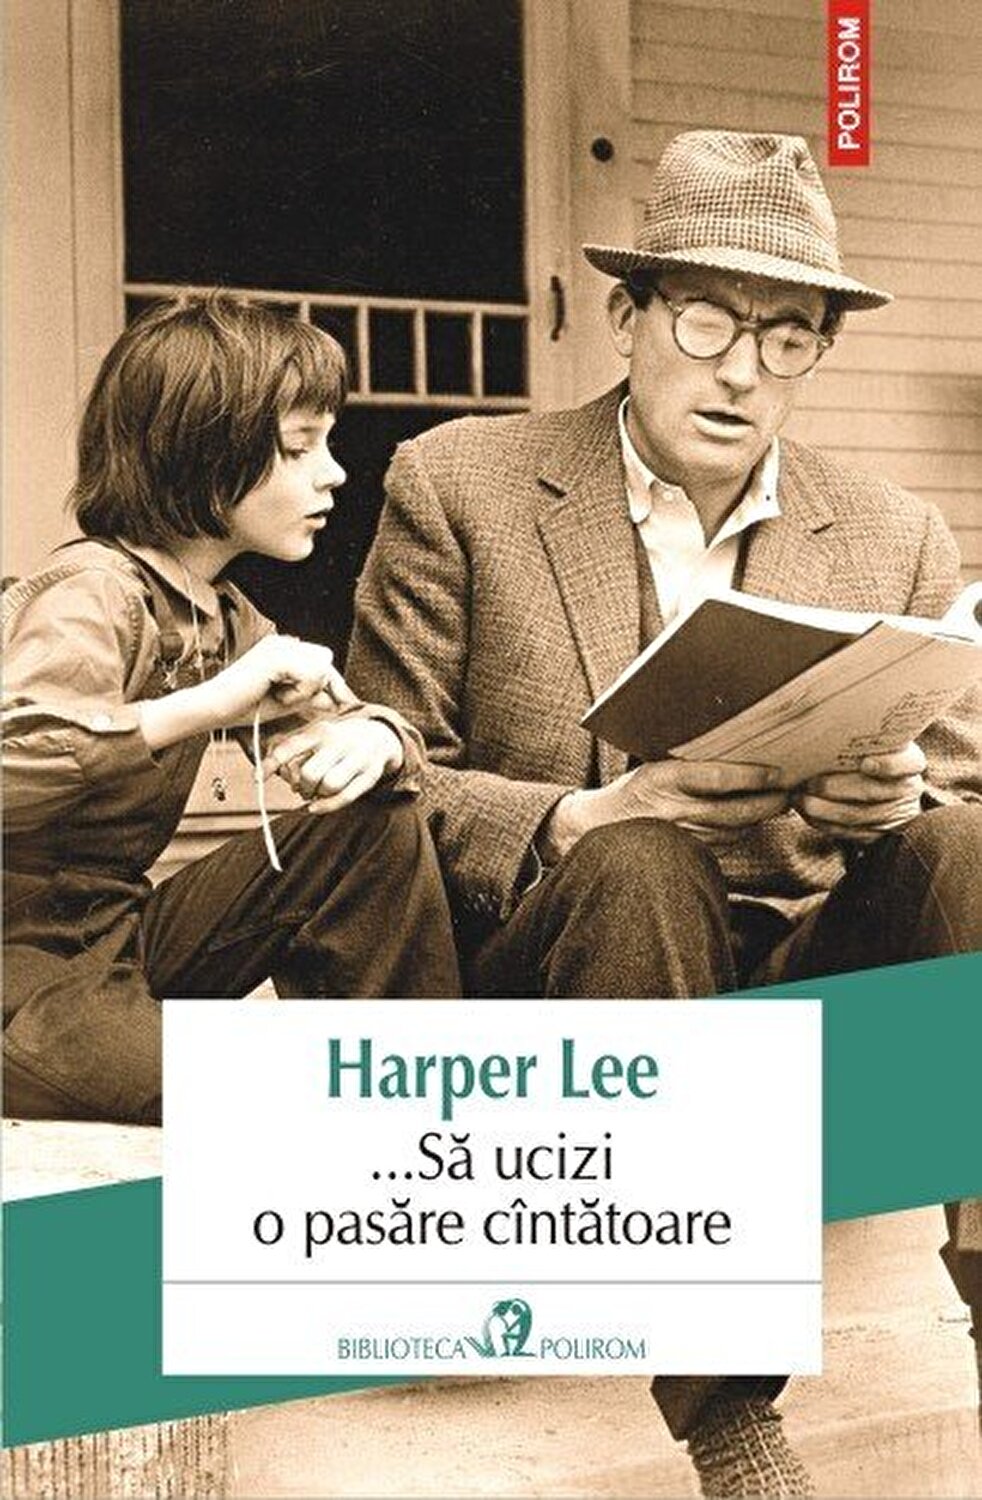 POLIROM
Harper Lee
...Să ucizi
o pasăre cîntătoare
BIBLIOTECA POLIROM